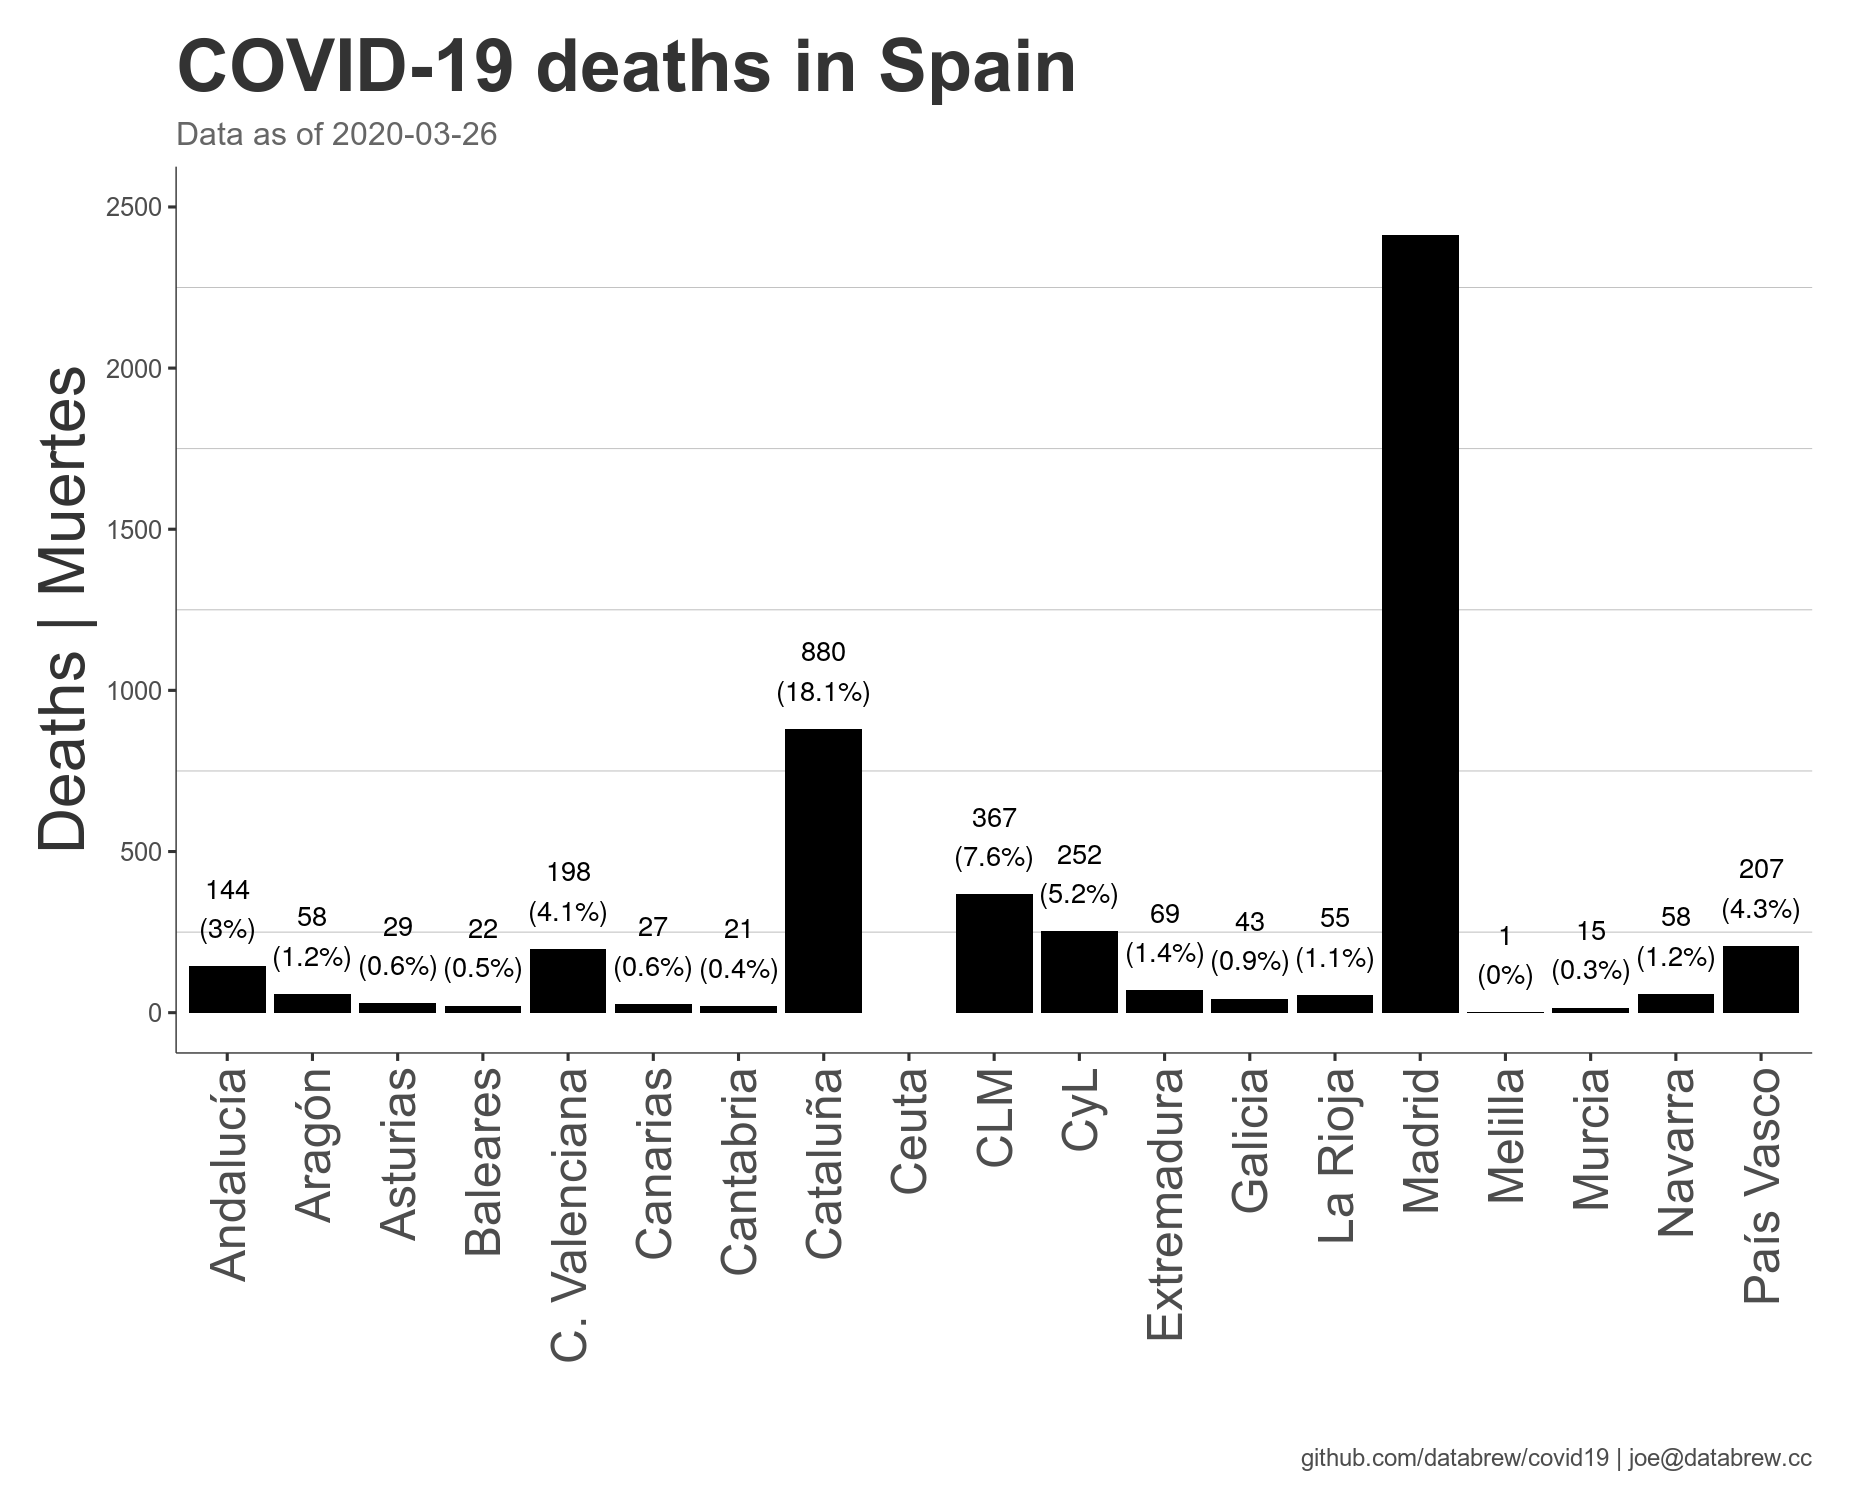 COVID-19 deaths in Spain
Data as of 2020-03-26
Deaths | Muertes
2500
2000
1500
1000
500
0
144
(3%)
58
(1.2%)
29
(0.6%)
22
(0.5%)
198
(4.1%)
27
(0.6%)
21
(0.4%)
880
(18.1%)
367
(7.6%)
252
(5.2%)
69
(1.4%)
43
(0.9%)
55
(1.1%)
1
(0%)
15
(0.3%)
58
(1.2%)
207
(4.3%)
Andalucía
Aragón
Asturias
Baleares
C. Valenciana
Canarias
Cantabria
Cataluña
Ceuta
CLM
CyL
Extremadura
Galicia
La Rioja
Madrid
Melilla
Murcia
Navarra
País Vasco
github.com/databrew/covid19 | joe@databrew.cc